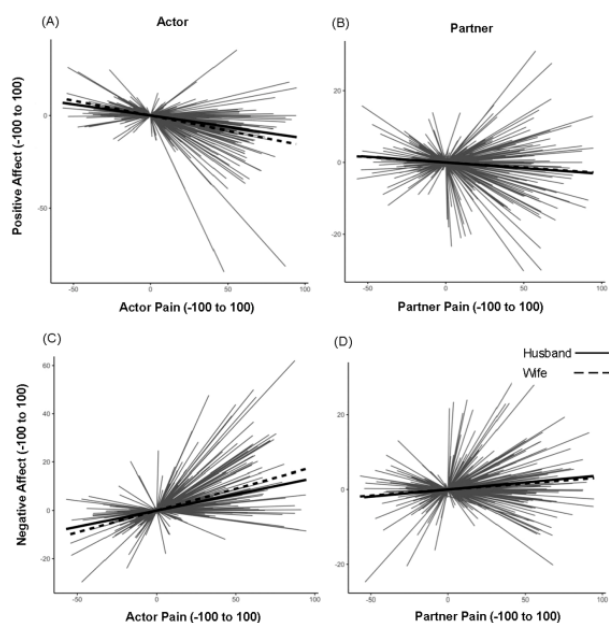 (A)
Actor
Positive Affect (-100 to 100)
0
-50
-50
0
50
100
Actor Pain (-100 to 100)
(B)
Partner
20
0
-20
-50
0
50
100
Partner Pain (-100 to 100)
(C)
Negative Affect (-100 to 100)
60
40
20
0
-20
-50
0
50
100
Actor Pain (-100 to 100)
(D)
Husband
Wife
20
0
-20
-50
0
50
100
Partner Pain (-100 to 100)